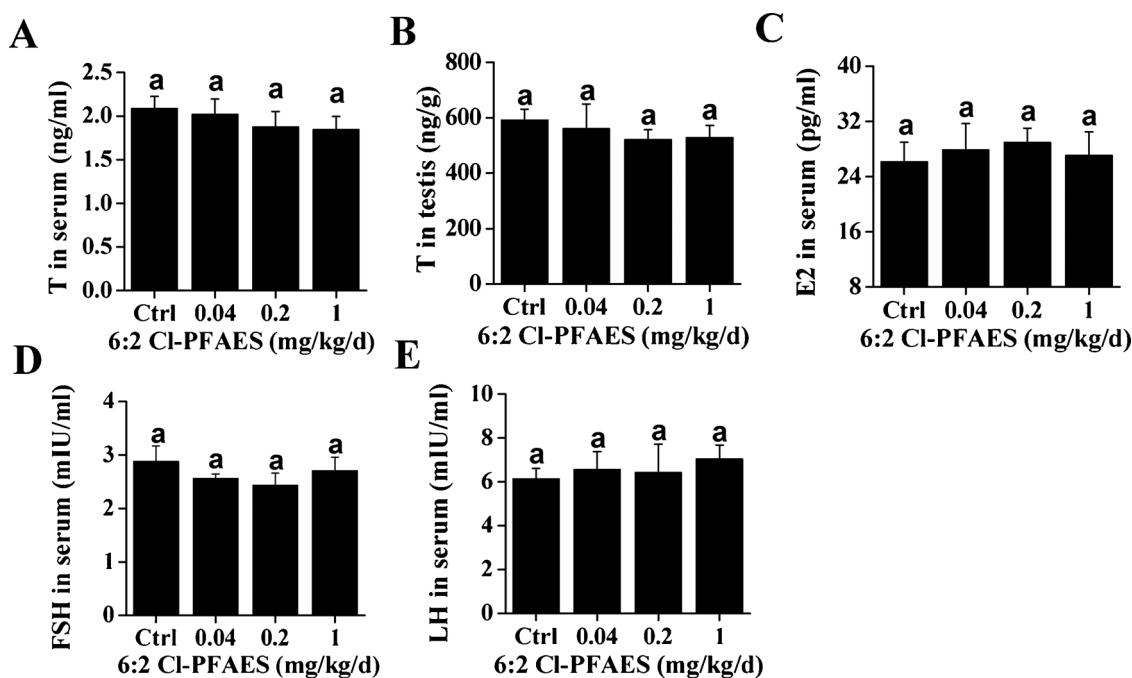 A
T in serum (ng/ml)
2.5
2.0
1.5
1.0
0.5
0.0
a a a a
Ctrl 0.04 0.2 1
6:2 Cl-PFAES (mg/kg/d)
B
T in testis (ng/g)
800
600
400
200
0
a a a a
Ctrl 0.04 0.2 1
6:2 Cl-PFAES (mg/kg/d)
C
E2 in serum (pg/ml)
40
32
24
16
8
a a a a
Ctrl 0.04 0.2 1
6:2 Cl-PFAES (mg/kg/d)
D
FSH in serum (mIU/ml)
4
3
2
1
0
a a a a
Ctrl 0.04 0.2 1
6:2 Cl-PFAES (mg/kg/d)
E
LH in serum (mIU/ml)
10
8
6
4
2
0
a a a a
Ctrl 0.04 0.2 1
6:2 Cl-PFAES (mg/kg/d)